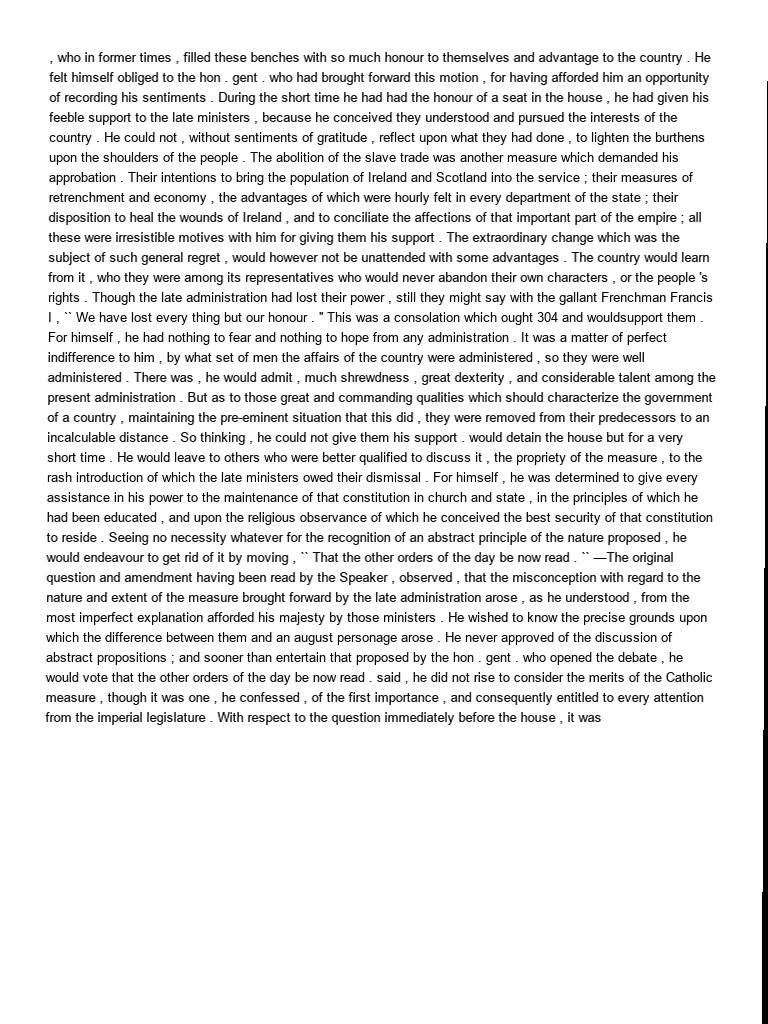 , who in former times , filled these benches with so much honour to themselves and advantage to the country . He
felt himself obliged to the hon . gent . who had brought forward this motion , for having afforded him an opportunity
of recording his sentiments . During the short time he had had the honour of a seat in the house , he had given his
feeble support to the late ministers , because he conceived they understood and pursued the interests of the
country . He could not , without sentiments of gratitude , reflect upon what they had done , to lighten the burthens
upon the shoulders of the people . The abolition of the slave trade was another measure which demanded his
approbation . Their intentions to bring the population of Ireland and Scotland into the service ; their measures of
retrenchment and economy , the advantages of which were hourly felt in every department of the state ; their
disposition to heal the wounds of Ireland , and to conciliate the affections of that important part of the empire ; all
these were irresistible motives with him for giving them his support . The extraordinary change which was the
subject of such general regret , would however not be unattended with some advantages . The country would learn
from it , who they were among its representatives who would never abandon their own characters , or the people 's
rights . Though the late administration had lost their power , still they might say with the gallant Frenchman Francis
I , `` We have lost every thing but our honour . " This was a consolation which ought 304 and wouldsupport them .
For himself , he had nothing to fear and nothing to hope from any administration . It was a matter of perfect
indifference to him , by what set of men the affairs of the country were administered , so they were well
administered . There was , he would admit , much shrewdness , great dexterity , and considerable talent among the
present administration . But as to those great and commanding qualities which should characterize the government
of a country , maintaining the pre-eminent situation that this did , they were removed from their predecessors to an
incalculable distance . So thinking , he could not give them his support . would detain the house but for a very
short time . He would leave to others who were better qualified to discuss it , the propriety of the measure , to the
rash introduction of which the late ministers owed their dismissal . For himself , he was determined to give every
assistance in his power to the maintenance of that constitution in church and state , in the principles of which he
had been educated , and upon the religious observance of which he conceived the best security of that constitution
to reside . Seeing no necessity whatever for the recognition of an abstract principle of the nature proposed , he
would endeavour to get rid of it by moving , `` That the other orders of the day be now read . `` —The original
question and amendment having been read by the Speaker , observed , that the misconception with regard to the
nature and extent of the measure brought forward by the late administration arose , as he understood , from the
most imperfect explanation afforded his majesty by those ministers . He wished to know the precise grounds upon
which the difference between them and an august personage arose . He never approved of the discussion of
abstract propositions ; and sooner than entertain that proposed by the hon . gent . who opened the debate , he
would vote that the other orders of the day be now read . said , he did not rise to consider the merits of the Catholic
measure , though it was one , he confessed , of the first importance , and consequently entitled to every attention
from the imperial legislature . With respect to the question immediately before the house , it was